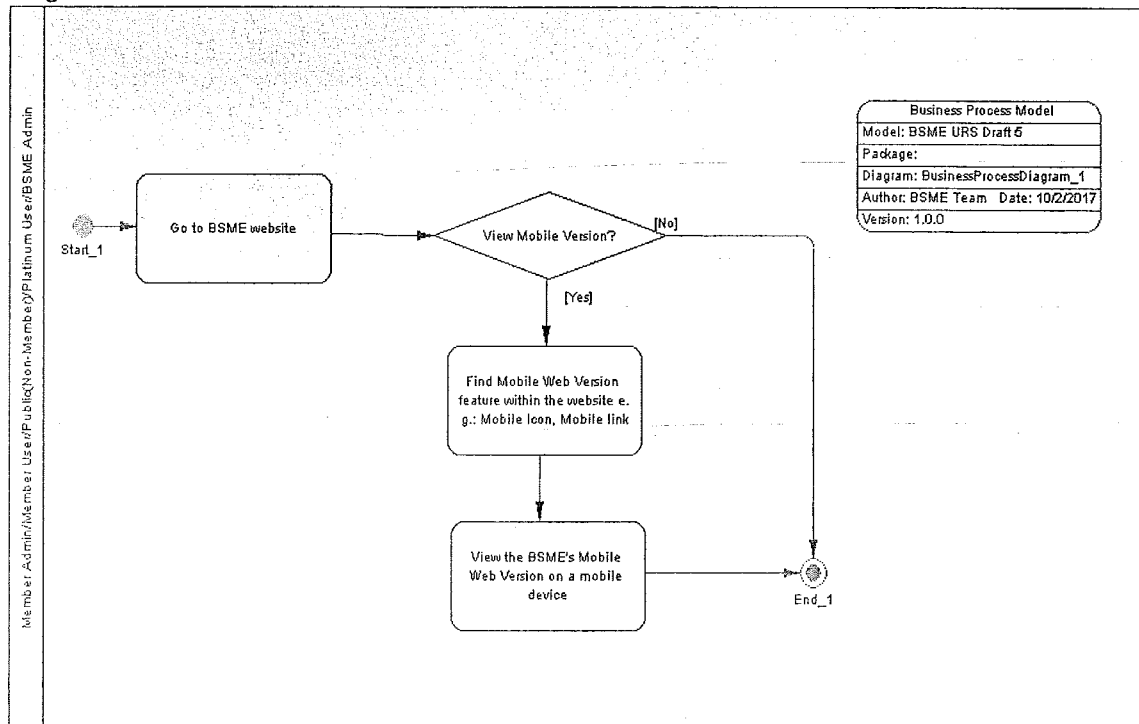 Member Admin/Member User/Public(Non-Member)/Platinum User/BSME Admin
Business Process Model
Model: BSME URS Draft 5
Package:
Diagram: BusinessProcessDiagram_1
Author: BSME Team Date: 10/2/2017
Version: 1.0.0
Start_1
Go to BSME website
View Mobile Version?
[No]
[Yes]
Find Mobile Web Version
feature within the website e.
g.: Mobile Icon, Mobile link
View the BSME's Mobile
Web Version on a mobile
device
End_1